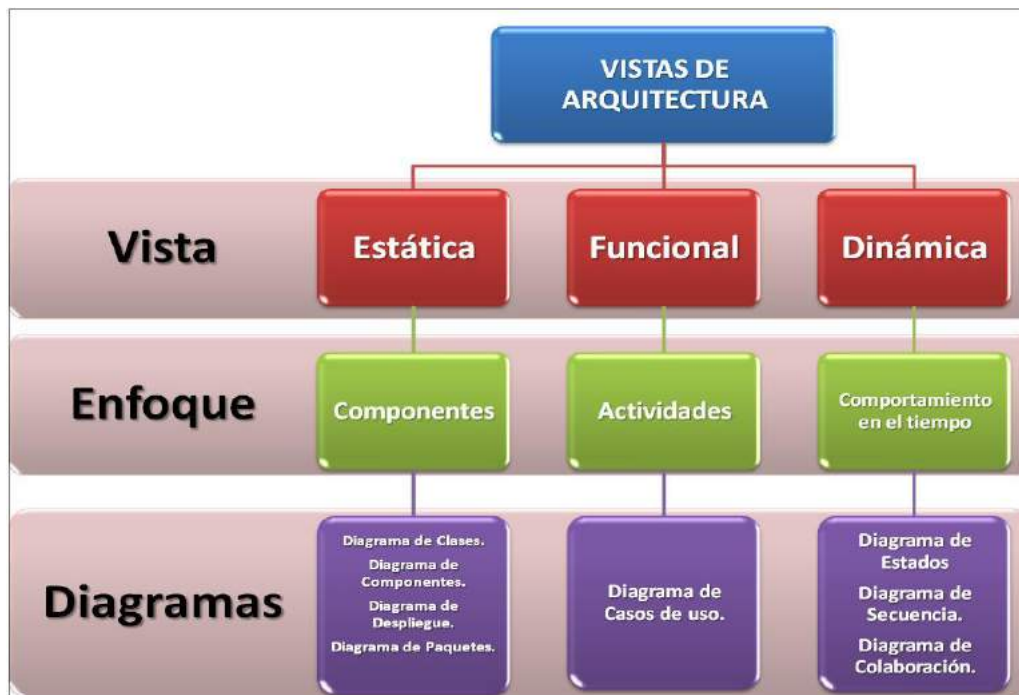 VISTAS DE
ARQUITECTURA
Vista
Estática
Funcional
Dinámica
Enfoque
Componentes
Actividades
Comportamiento
en el tiempo
Diagramas
Diagrama de Clases.
Diagrama de
Componentes.
Diagrama de
Despliegue.
Diagrama de Paquetes.
Diagrama de
Casos de uso.
Diagrama de
Estados
Diagrama de
Secuencia.
Diagrama de
Colaboración.